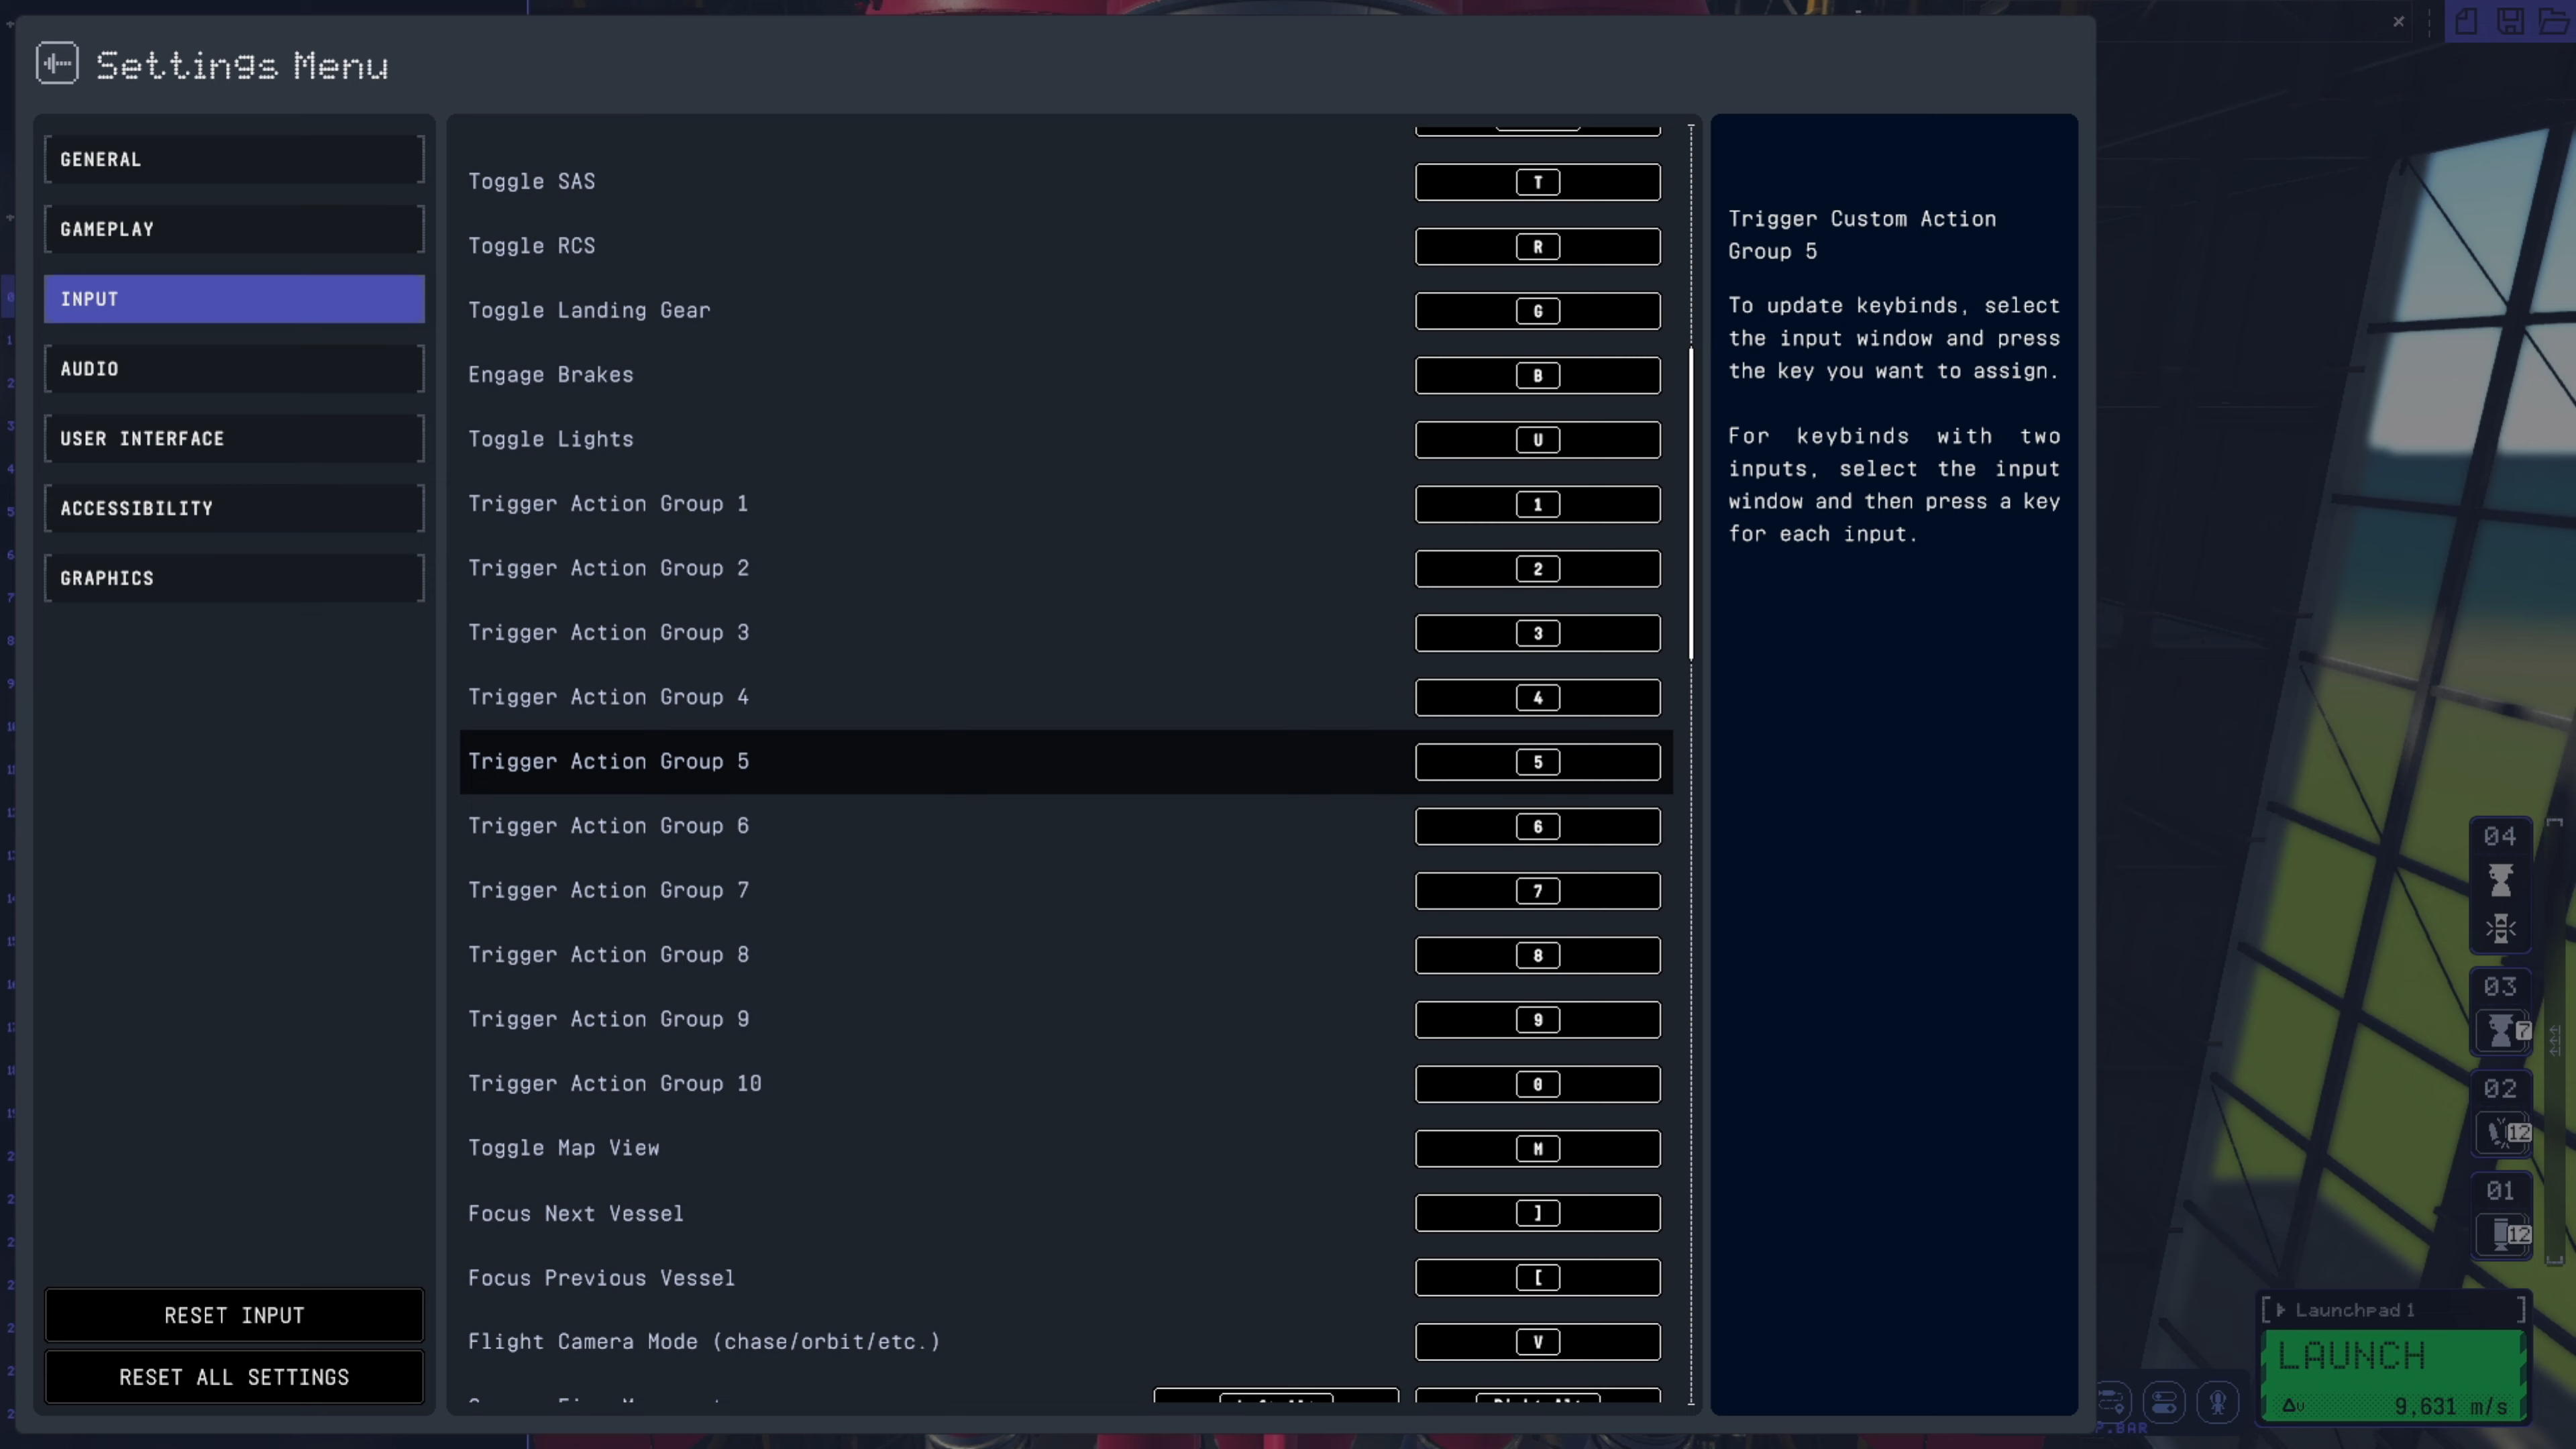 Settings Menu
GENERAL
GAMEPLAY
INPUT
AUDIO
USER INTERFACE
ACCESSIBILITY
GRAPHICS
RESET INPUT
RESET ALL SETTINGS
Toggle SAS T
Toggle RCS R
Toggle Landing Gear G
Engage Brakes B
Toggle Lights U
Trigger Action Group 1 1
Trigger Action Group 2 2
Trigger Action Group 3 3
Trigger Action Group 4 4
Trigger Action Group 5 5
Trigger Action Group 6 6
Trigger Action Group 7 7
Trigger Action Group 8 8
Trigger Action Group 9 9
Trigger Action Group 10 0
Toggle Map View M
Focus Next Vessel ]
Focus Previous Vessel [
Flight Camera Mode (chase/orbit/etc.) V
Trigger Custom Action
Group 5
To update keybinds, select
the input window and press
the key you want to assign.
For keybinds with two
inputs, select the input
window and then press a key
for each input.
04
03
7
02
12
01
12
Launchpad 1
LAUNCH
Δv 9,631 m/s
P.BAR